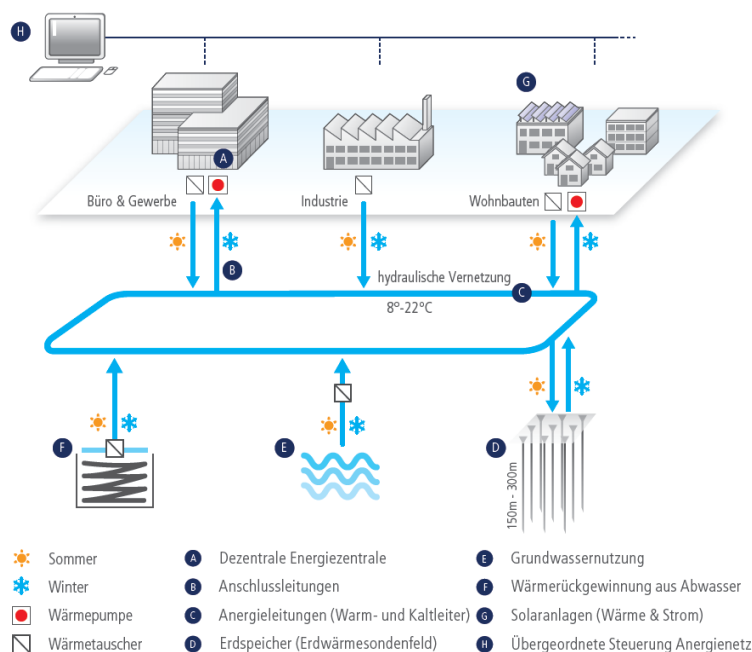 H
G
A
Büro & Gewerbe
Industrie
Wohnbauten
B
hydraulische Vernetzung
C
8º-22°C
F
E
D
150m - 300m
Sommer
Winter
Wärmepumpe
Wärmetauscher
A Dezentrale Energiezentrale
B Anschlussleitungen
C Anergieleitungen (Warm- und Kaltleiter)
D Erdspeicher (Erdwärmesondenfeld)
E Grundwassernutzung
F Wärmerückgewinnung aus Abwasser
G Solaranlagen (Wärme & Strom)
H Übergeordnete Steuerung Anergienetz